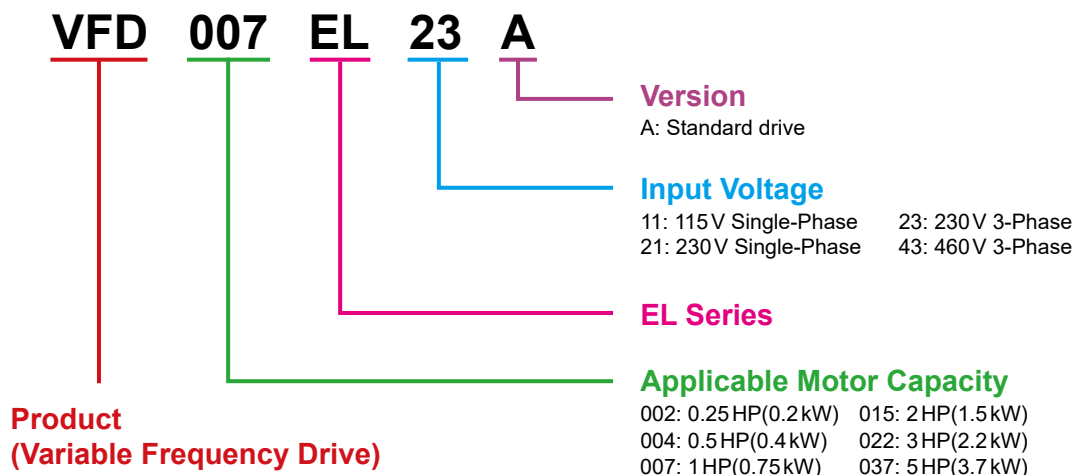 VFD 007 EL 23 A
Version
A: Standard drive
Input Voltage
11: 115V Single-Phase 23: 230V 3-Phase
21: 230V Single-Phase 43: 460V 3-Phase
EL Series
Applicable Motor Capacity
002: 0.25HP(0.2kW) 015: 2HP(1.5kW)
004: 0.5HP(0.4kW) 022: 3HP(2.2kW)
007: 1HP(0.75kW) 037: 5HP(3.7kW)
Product
(Variable Frequency Drive)